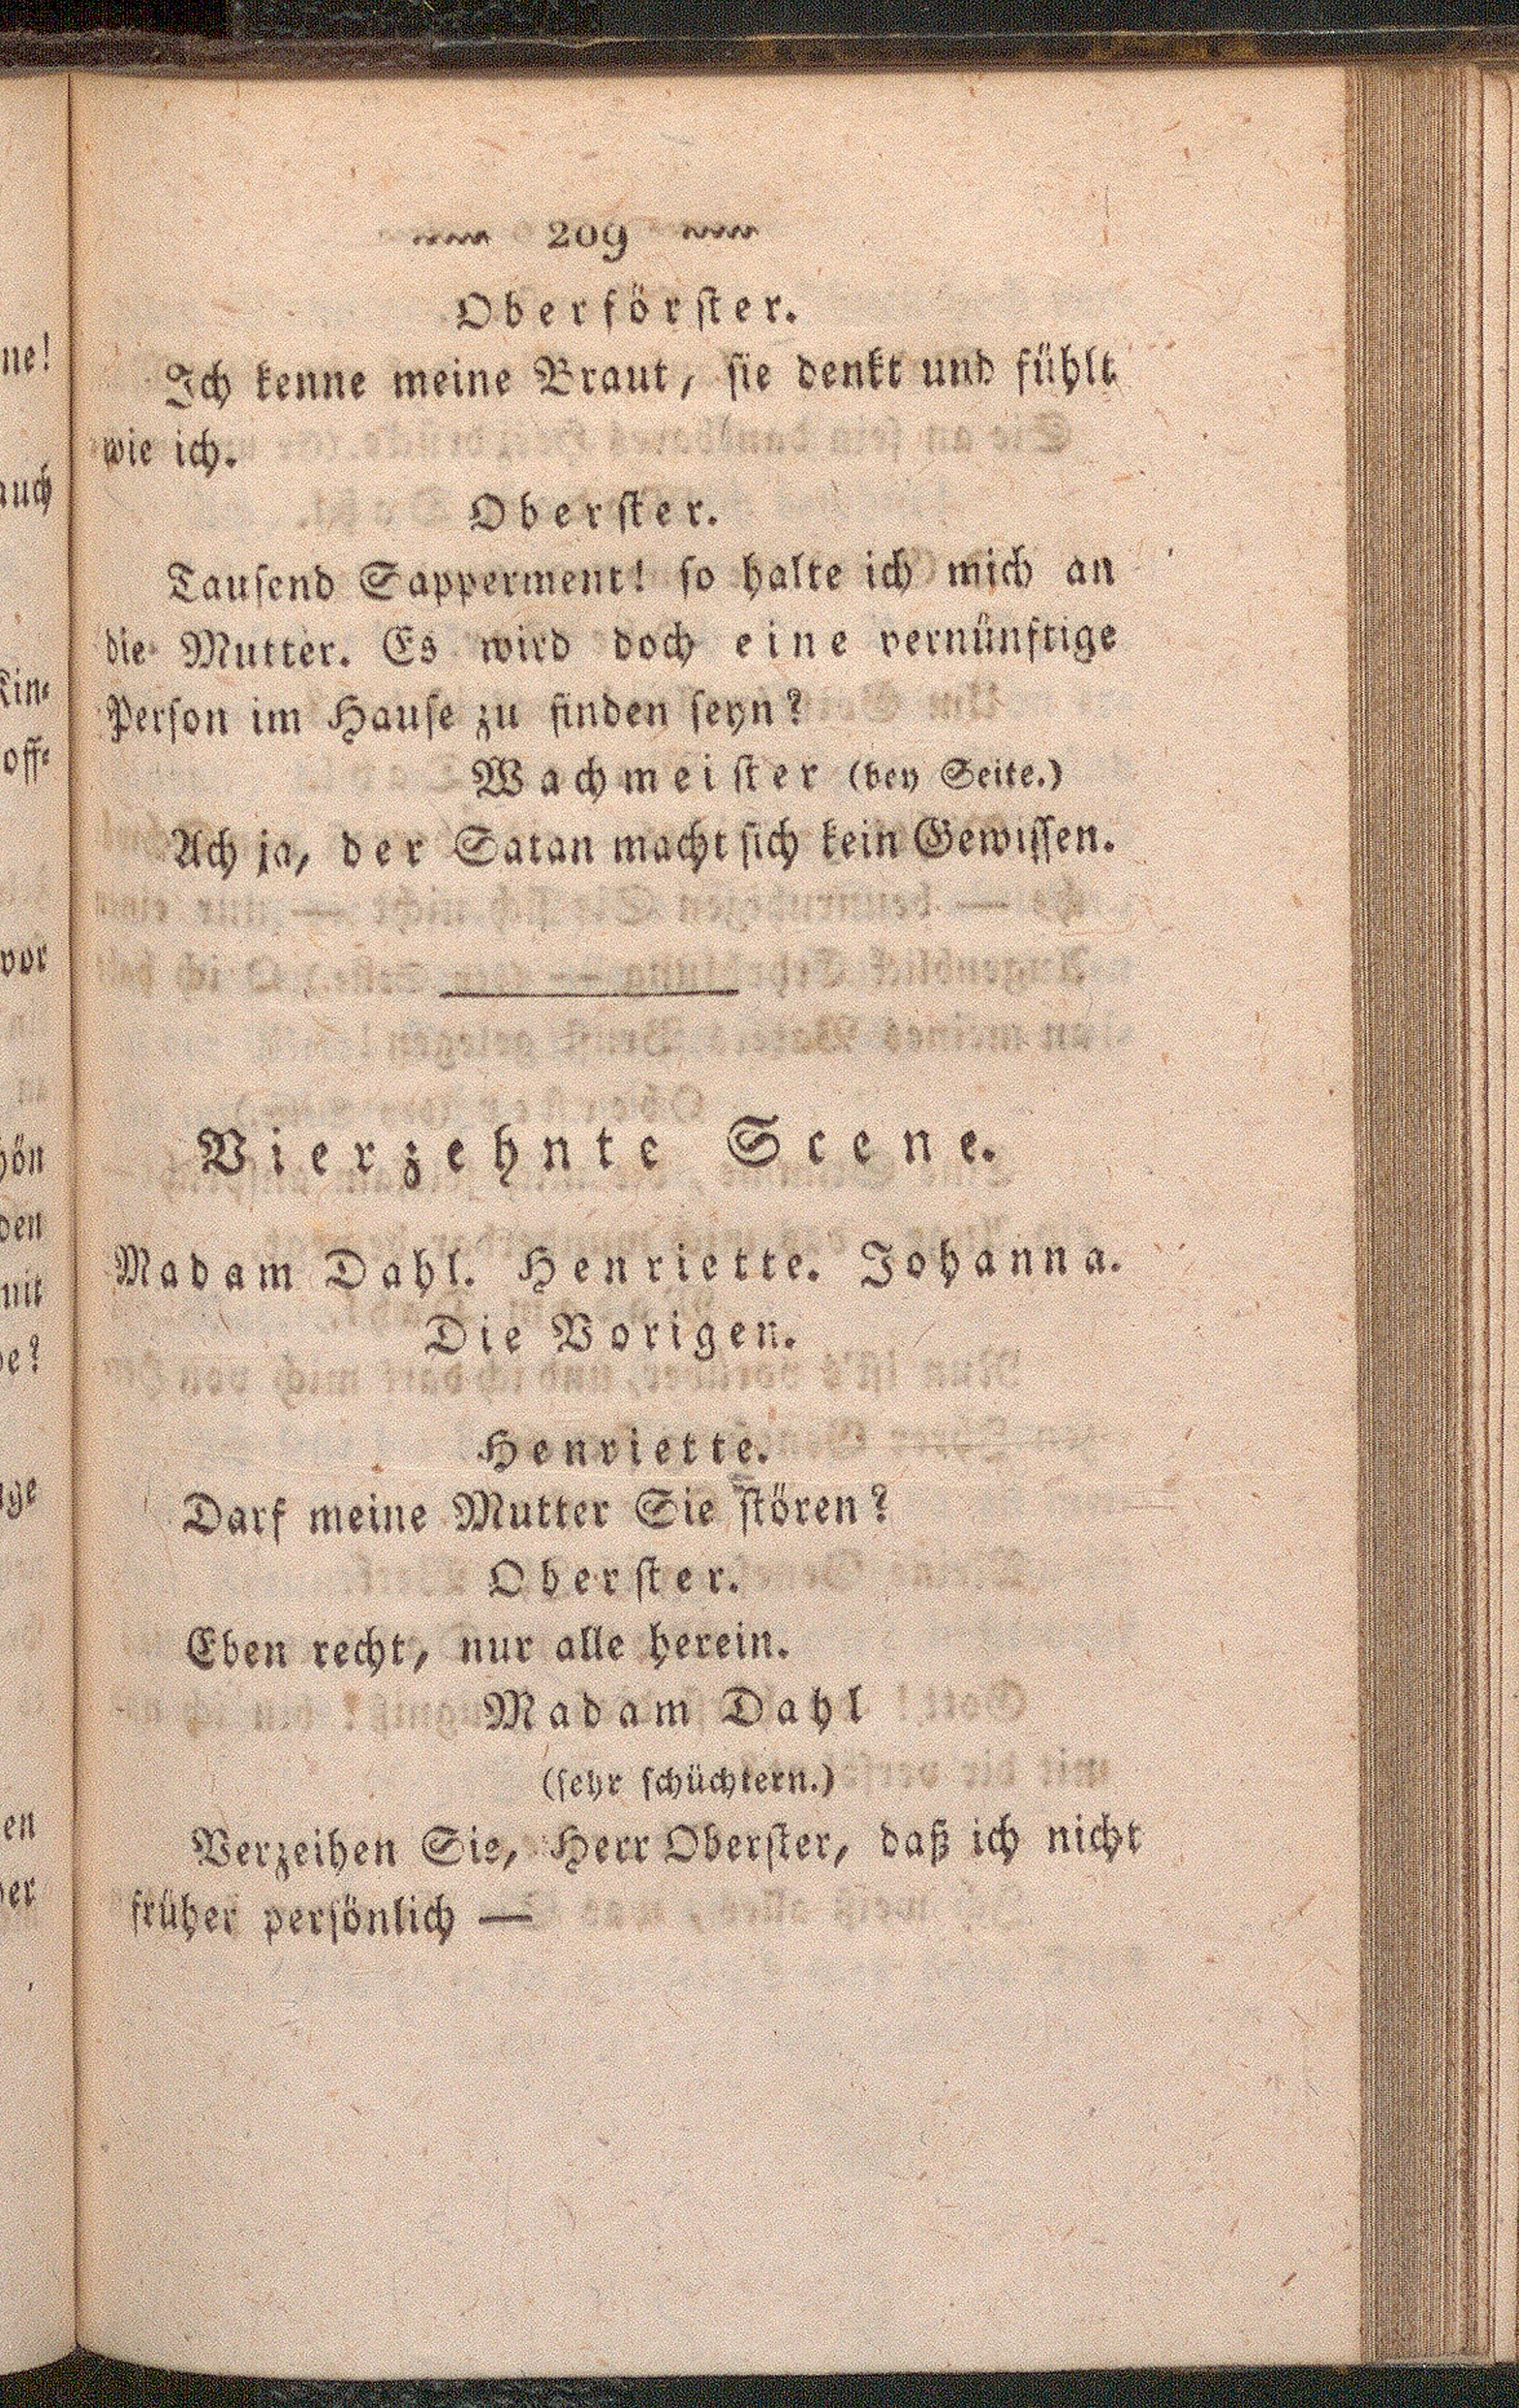 209
Oberförster.
Ich kenne meine Braut, sie denkt und fühlt
wie ich.
Oberster.
Tausend Sapperment! so halte ich mich an
die Mutter. Es wird doch eine vernünftige
Person im Hause zu finden seyn?
Wachmeister (bey Seite.)
Ach ja, der Satan macht sich kein Gewissen.
Vierzehnte Scene.
Madam Dahl. Henriette. Johanna.
Die Vorigen.
Henriette.
Darf meine Mutter Sie stören?
Oberster.
Eben recht, nur alle herein.
Madam Dahl
(sehr schüchtern.)
Verzeihen Sie, Herr Oberster, daß ich nicht
früher persönlich —